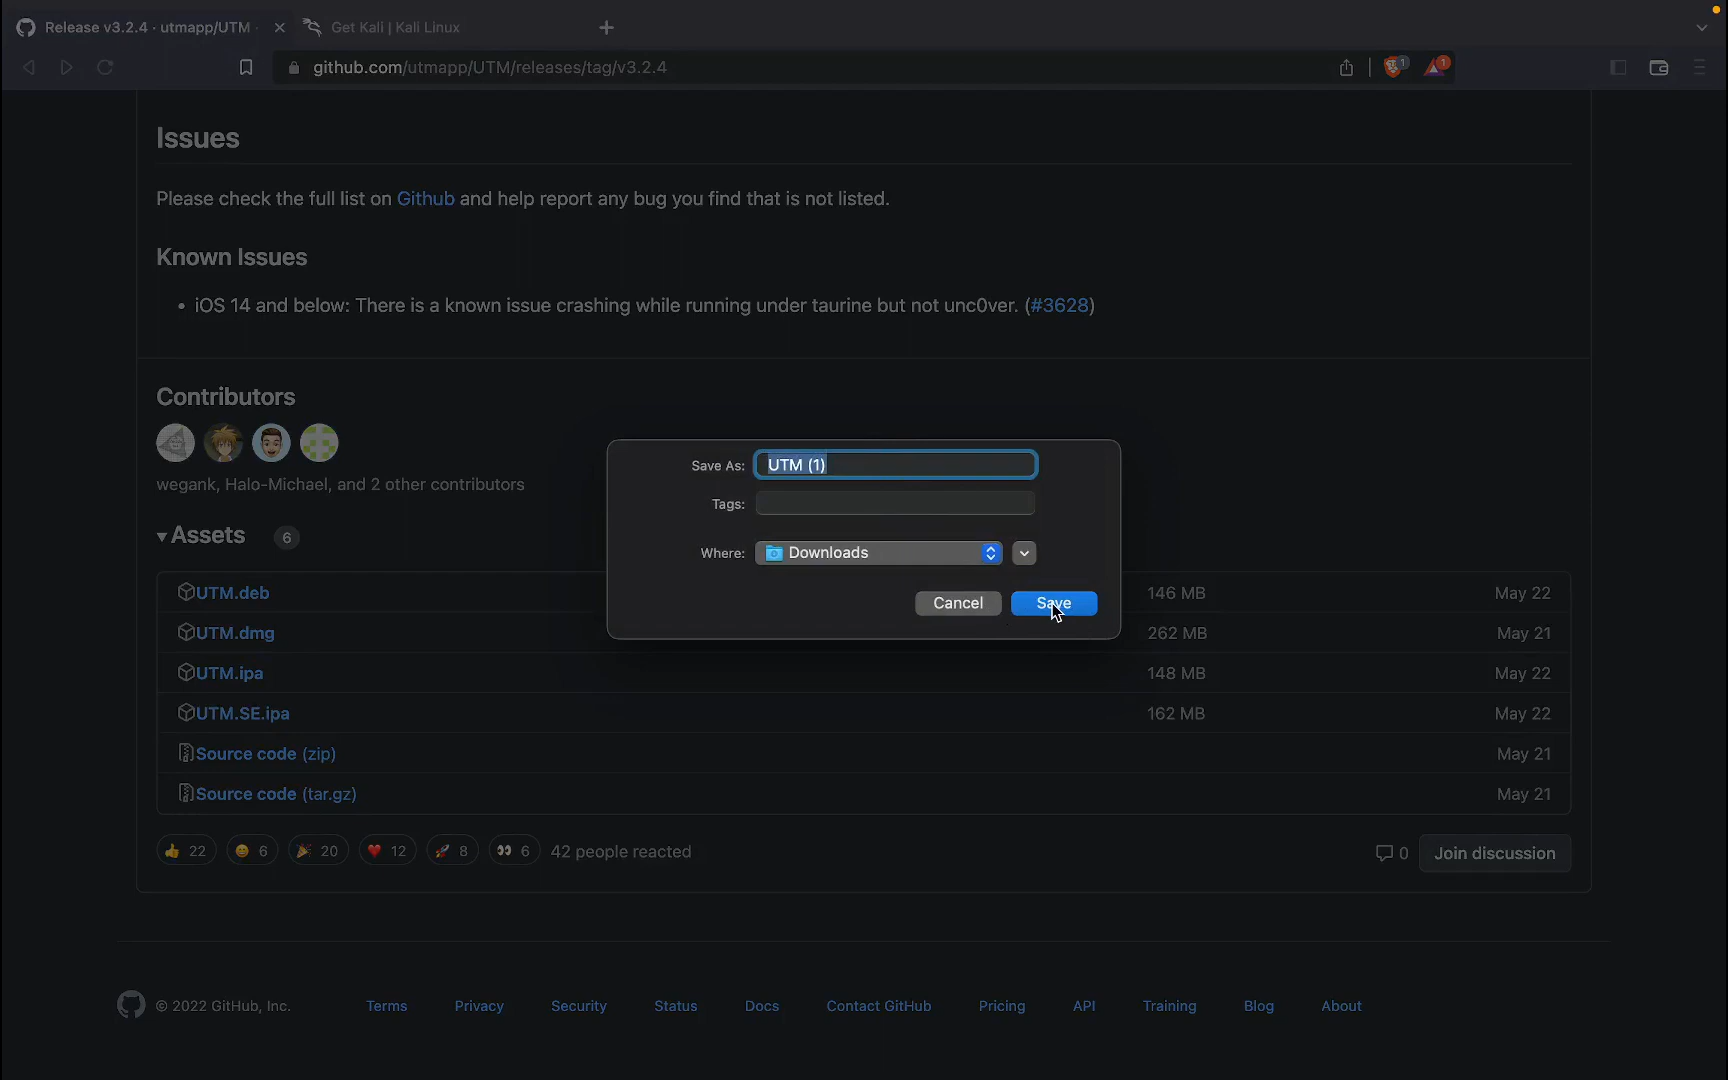 Release v3.2.4 · utmapp/UTM ·
Get Kali | Kali Linux
github.com/utmapp/UTM/releases/tag/v3.2.4
1
1
Issues
Please check the full list on Github and help report any bug you find that is not listed.
Known Issues
• iOS 14 and below: There is a known issue crashing while running under taurine but not unc0ver. (#3628)
Contributors
wegank, Halo-Michael, and 2 other contributors
Save As: UTM (1)
Tags:
Where: Downloads
Cancel Save
Assets 6
UTM.deb 146 MB May 22
UTM.dmg 262 MB May 21
UTM.ipa 148 MB May 22
UTM.SE.ipa 162 MB May 22
Source code (zip) May 21
Source code (tar.gz) May 21
👍 22 😄 6 🎉 20 ❤️ 12 🚀 8 👀 6 42 people reacted
0 Join discussion
© 2022 GitHub, Inc. Terms Privacy Security Status Docs Contact GitHub Pricing API Training Blog About